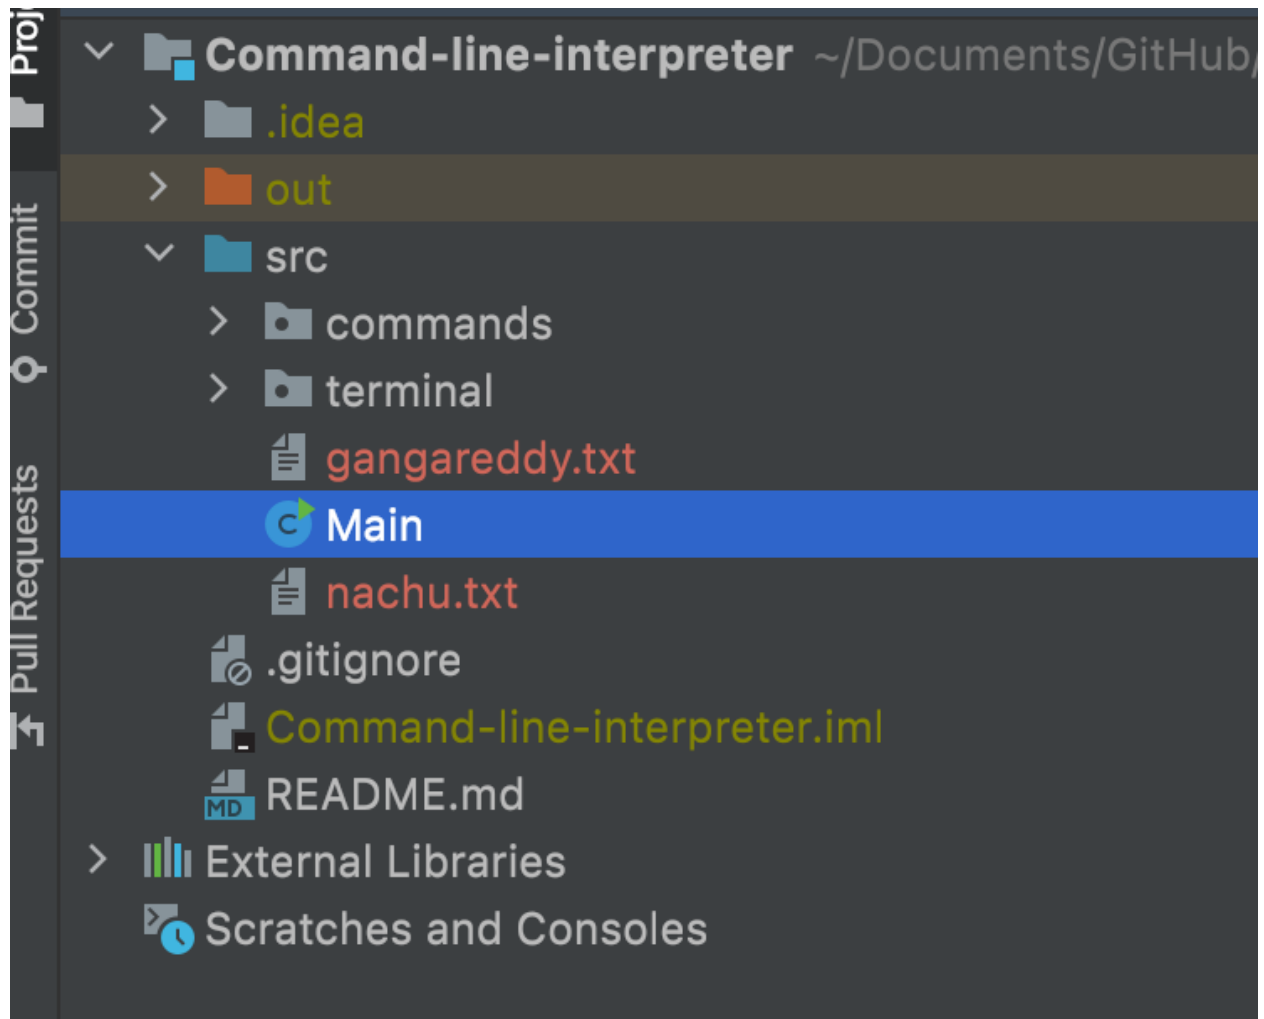 Command-line-interpreter ~/Documents/GitHub/
.idea
out
src
commands
terminal
gangareddy.txt
C Main
nachu.txt
.gitignore
Command-line-interpreter.iml
MD README.md
External Libraries
Scratches and Consoles
Commit
Pull Requests